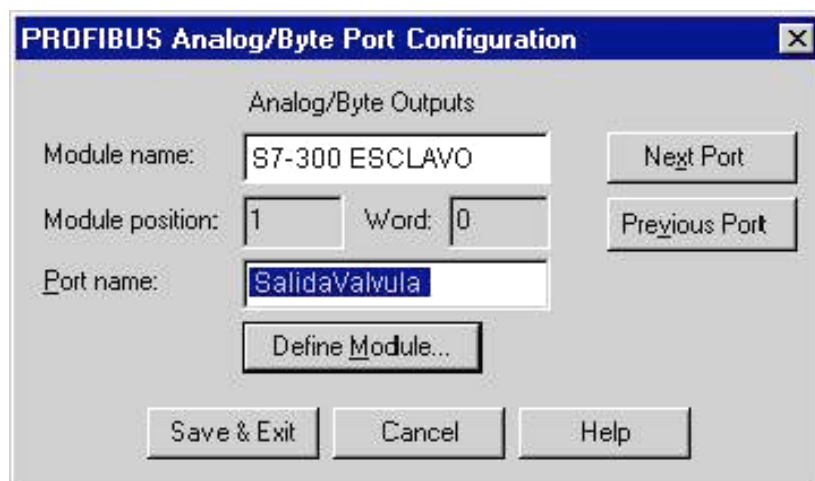 PROFIBUS Analog/Byte Port Configuration
Analog/Byte Outputs
Module name: S7-300 ESCLAVO Next Port
Module position: 1 Word: 0 Previous Port
Port name: SalidaValvula
Define Module...
Save & Exit Cancel Help